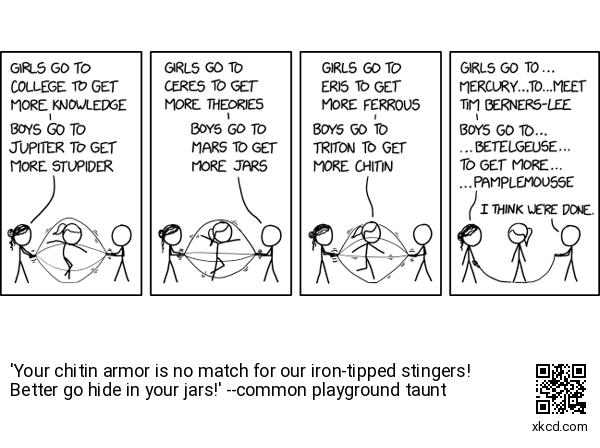 GIRLS GO TO
COLLEGE TO GET
MORE KNOWLEDGE
BOYS GO TO
JUPITER TO GET
MORE STUPIDER
GIRLS GO TO
CERES TO GET
MORE THEORIES
BOYS GO TO
MARS TO GET
MORE JARS
GIRLS GO TO
ERIS TO GET
MORE FERROUS
BOYS GO TO
TRITON TO GET
MORE CHITIN
GIRLS GO TO...
MERCURY...TO...MEET
TIM BERNERS-LEE
BOYS GO TO...
...BETELGEUSE...
TO GET MORE...
...PAMPLEMOUSSE
I THINK WE'RE DONE.
'Your chitin armor is no match for our iron-tipped stingers!
Better go hide in your jars!' --common playground taunt
xkcd.com